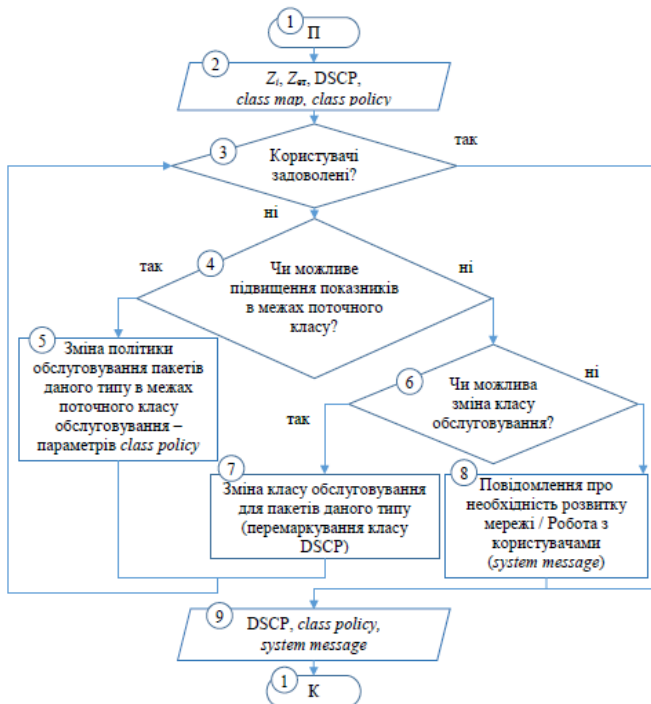 1
П
2
Zᵢ, Zет, DSCP,
class map, class policy
3
Користувачі
задоволені?
так
ні
4
Чи можливе
підвищення показників
в межах поточного
класу?
так
ні
5
Зміна політики
обслуговування пакетів
даного типу в межах
поточного класу
обслуговування –
параметрів class policy
6
Чи можлива
зміна класу
обслуговування?
так
ні
7
Зміна класу обслуговування
для пакетів даного типу
(перемаркування класу
DSCP)
8
Повідомлення про
необхідність розвитку
мережі / Робота з
користувачами
(system message)
9
DSCP, class policy,
system message
1
К